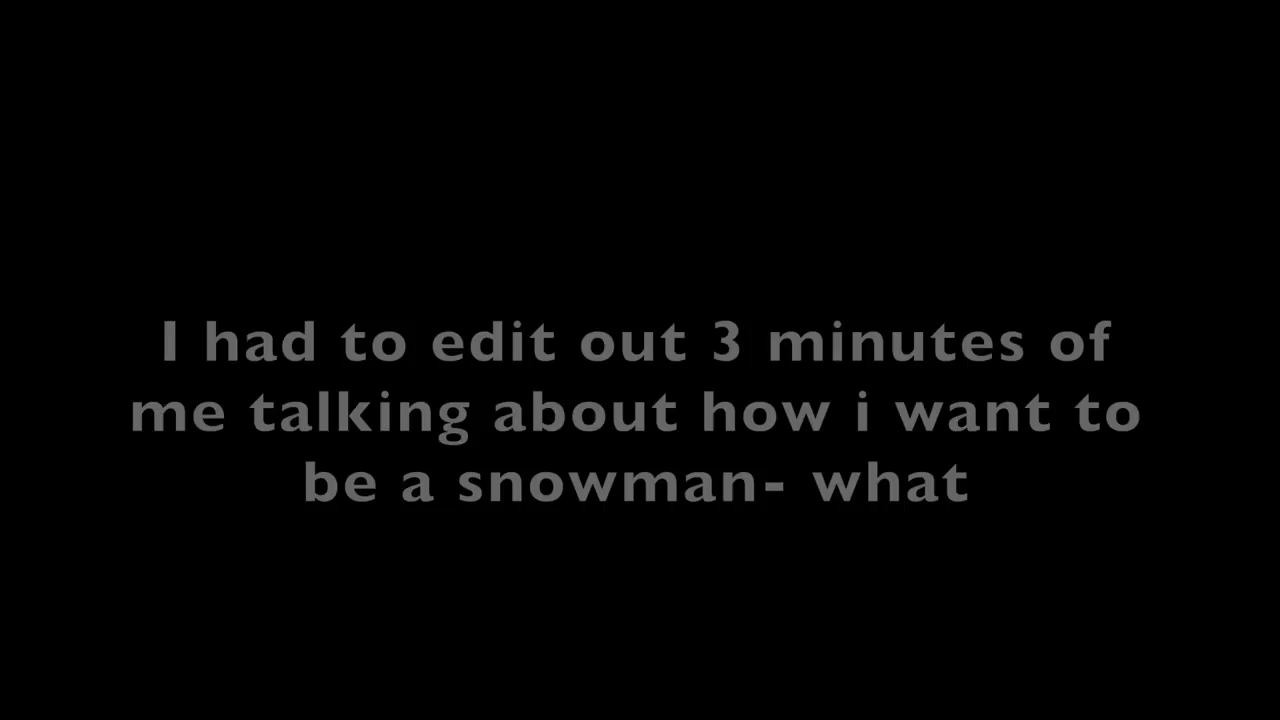 I had to edit out 3 minutes of
me talking about how i want to
be a snowman- what